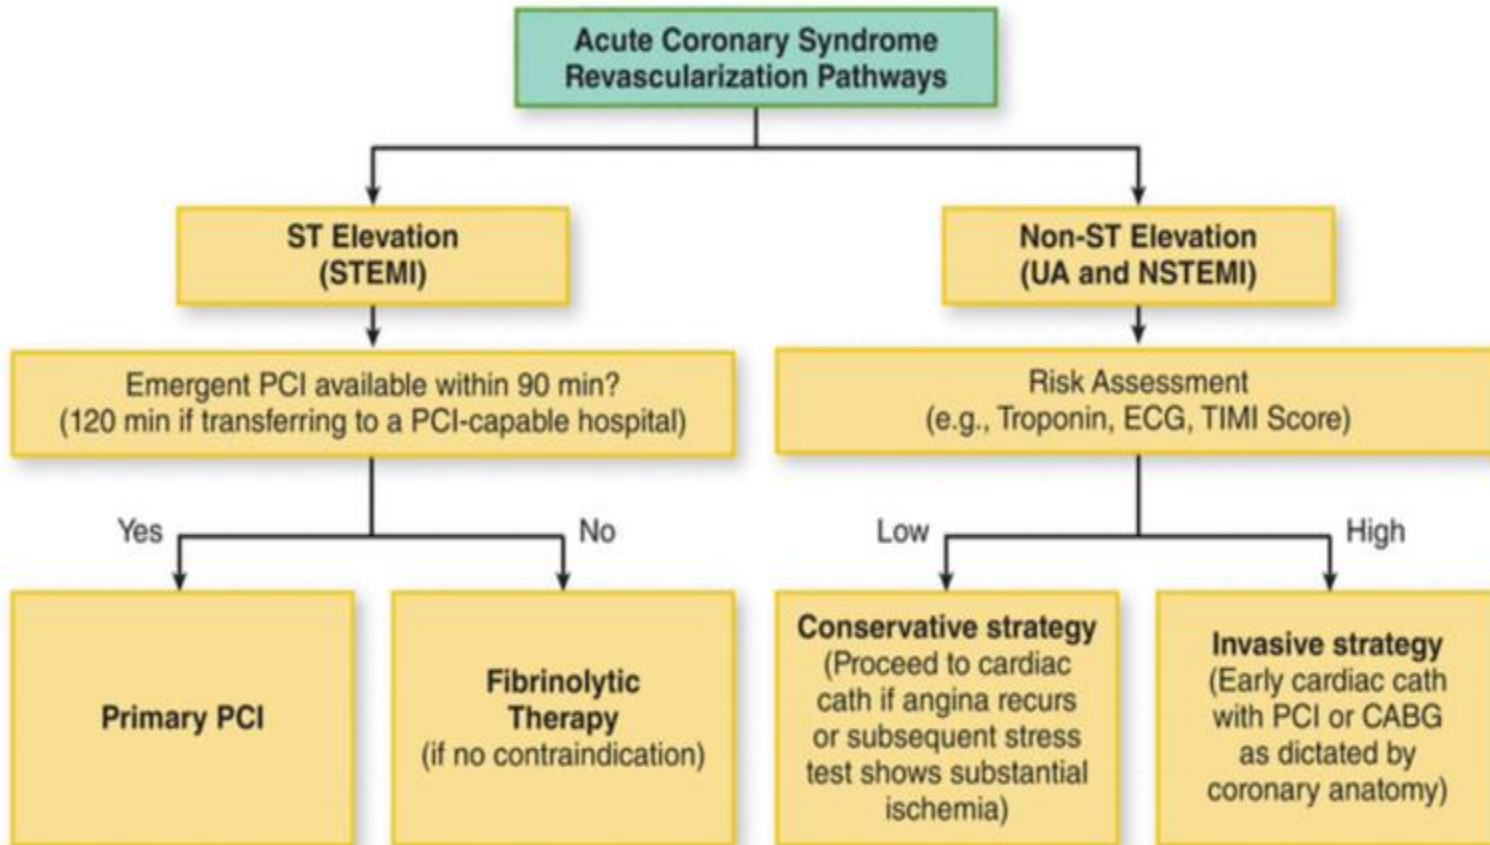 Acute Coronary Syndrome
Revascularization Pathways
ST Elevation
(STEMI)
Non-ST Elevation
(UA and NSTEMI)
Emergent PCI available within 90 min?
(120 min if transferring to a PCI-capable hospital)
Risk Assessment
(e.g., Troponin, ECG, TIMI Score)
Yes
No
Low
High
Primary PCI
Fibrinolytic
Therapy
(if no contraindication)
Conservative strategy
(Proceed to cardiac
cath if angina recurs
or subsequent stress
test shows substantial
ischemia)
Invasive strategy
(Early cardiac cath
with PCI or CABG
as dictated by
coronary anatomy)